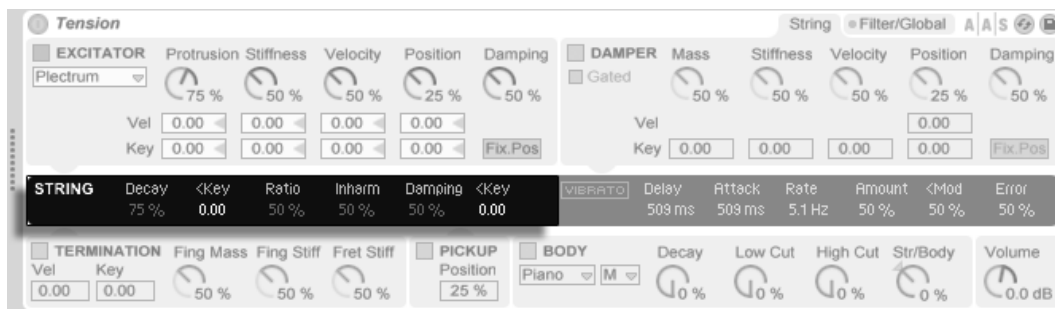 Tension String Filter/Global A A S
EXCITATOR Protrusion Stiffness Velocity Position Damping
Plectrum 75 % 50 % 50 % 25 % 50 %
Vel 0.00 0.00 0.00 0.00
Key 0.00 0.00 0.00 0.00 Fix.Pos
DAMPER Mass Stiffness Velocity Position Damping
Gated 50 % 50 % 50 % 25 % 50 %
Vel 0.00
Key 0.00 0.00 0.00 0.00 Fix.Pos
STRING Decay <Key Ratio Inharm Damping <Key
75 % 0.00 50 % 50 % 50 % 0.00
VIBRATO Delay Attack Rate Amount <Mod Error
509 ms 509 ms 5.1 Hz 50 % 50 % 50 %
TERMINATION Fing Mass Fing Stiff Fret Stiff
Vel Key
0.00 0.00 50 % 50 % 50 %
PICKUP
Position
25 %
BODY Decay Low Cut High Cut Str/Body
Piano M 0 % 0 % 0 % 0 %
Volume
0.0 dB